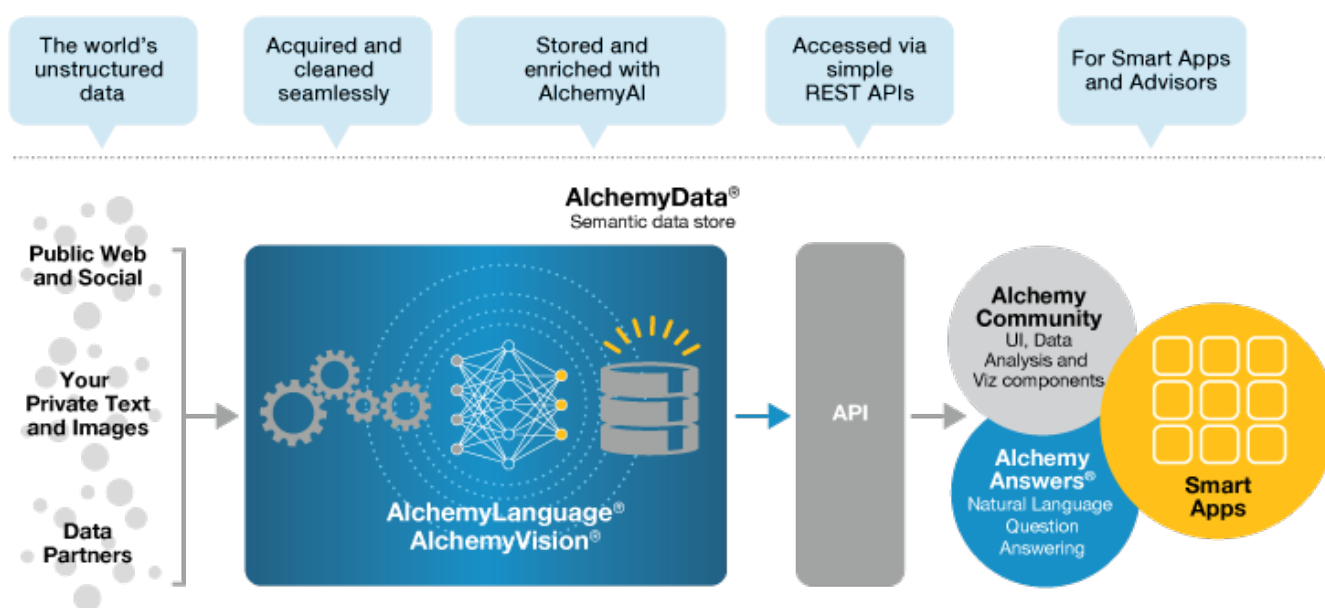 The world's
unstructured
data
Acquired and
cleaned
seamlessly
Stored and
enriched with
AlchemyAI
Accessed via
simple
REST APIs
For Smart Apps
and Advisors
AlchemyData®
Semantic data store
Public Web
and Social
Your
Private Text
and Images
Data
Partners
AlchemyLanguage®
AlchemyVision®
API
Alchemy
Community
UI, Data
Analysis and
Viz components
Alchemy
Answers®
Natural Language
Question
Answering
Smart
Apps